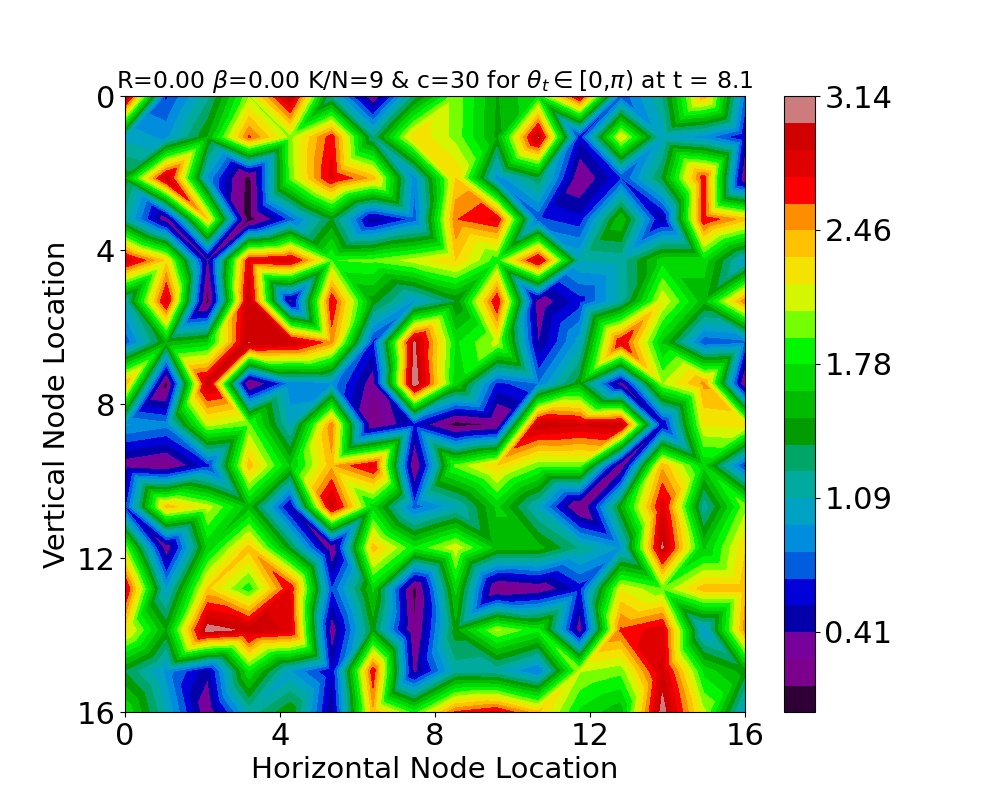 R=0.00 β=0.00 K/N=9 & c=30 for θₜ∈[0,π) at t = 8.1
0
4
8
12
16
0 4 8 12 16
Vertical Node Location
Horizontal Node Location
3.14
2.46
1.78
1.09
0.41